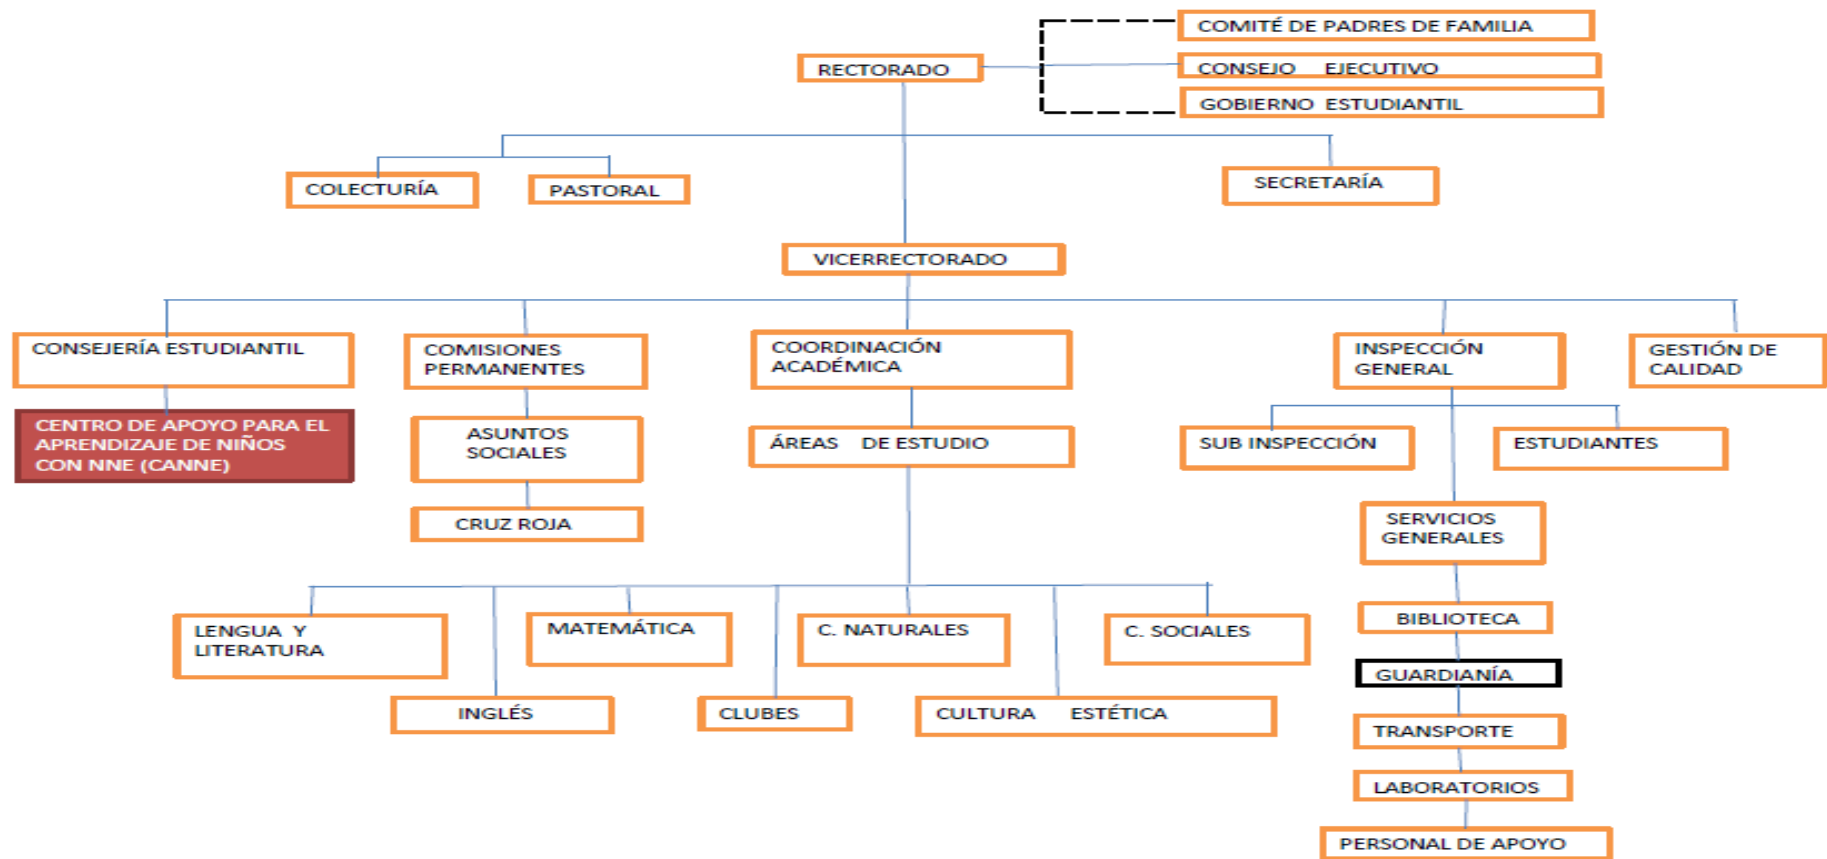 COMITÉ DE PADRES DE FAMILIA
RECTORADO
CONSEJO EJECUTIVO
GOBIERNO ESTUDIANTIL
COLECTURÍA
PASTORAL
SECRETARÍA
VICERRECTORADO
CONSEJERÍA ESTUDIANTIL
COMISIONES
PERMANENTES
COORDINACIÓN
ACADÉMICA
INSPECCIÓN
GENERAL
GESTIÓN DE
CALIDAD
CENTRO DE APOYO PARA EL
APRENDIZAJE DE NIÑOS
CON NNE (CANNE)
ASUNTOS
SOCIALES
ÁREAS DE ESTUDIO
SUB INSPECCIÓN
ESTUDIANTES
CRUZ ROJA
SERVICIOS
GENERALES
LENGUA Y
LITERATURA
MATEMÁTICA
C. NATURALES
C. SOCIALES
BIBLIOTECA
GUARDIANÍA
INGLÉS
CLUBES
CULTURA ESTÉTICA
TRANSPORTE
LABORATORIOS
PERSONAL DE APOYO